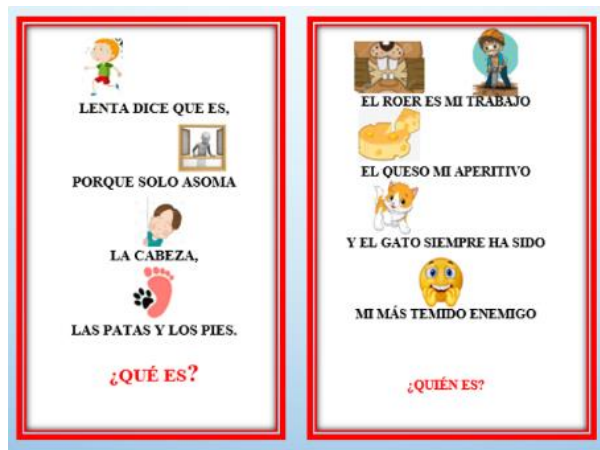 LENTA DICE QUE ES,
PORQUE SOLO ASOMA
LA CABEZA,
LAS PATAS Y LOS PIES.
¿QUÉ ES?
EL ROER ES MI TRABAJO
EL QUESO MI APERITIVO
Y EL GATO SIEMPRE HA SIDO
MI MÁS TEMIDO ENEMIGO
¿QUIÉN ES?